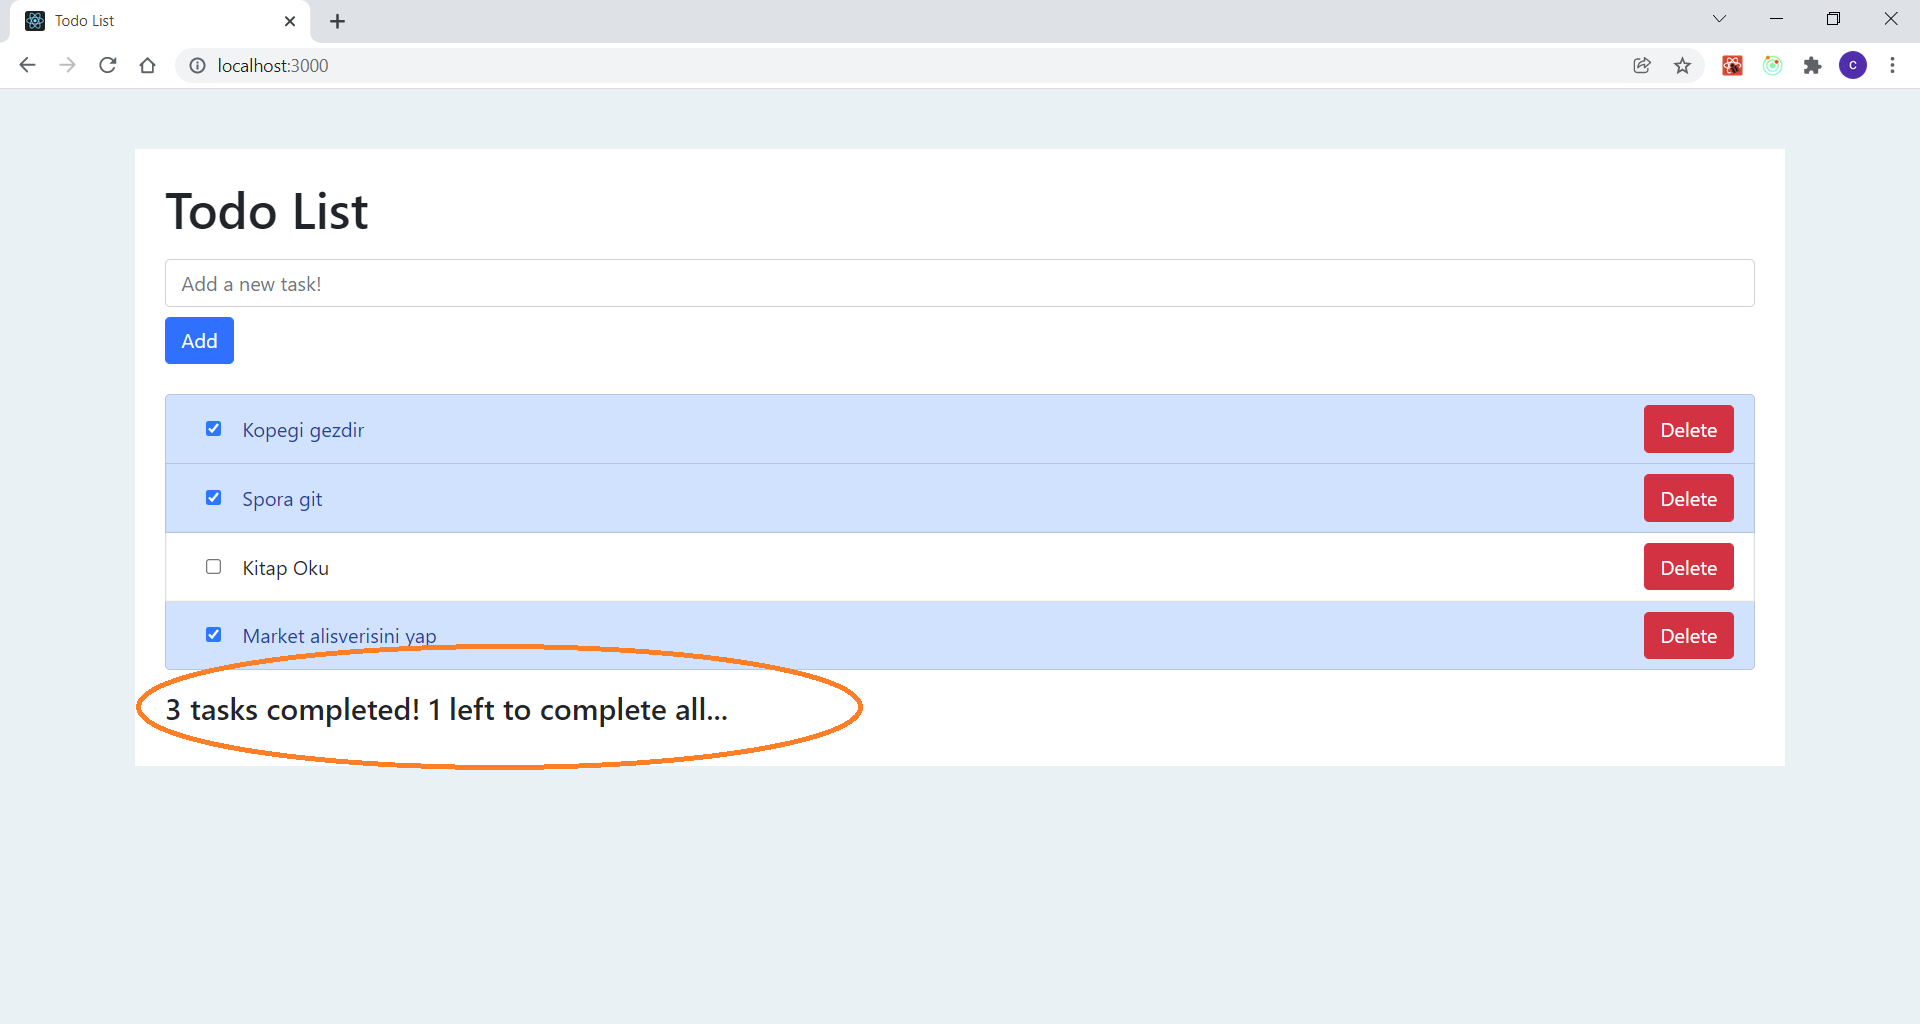 Todo List
localhost:3000
C
Todo List
Add a new task!
Add
Kopegi gezdir Delete
Spora git Delete
Kitap Oku Delete
Market alisverisini yap Delete
3 tasks completed! 1 left to complete all...